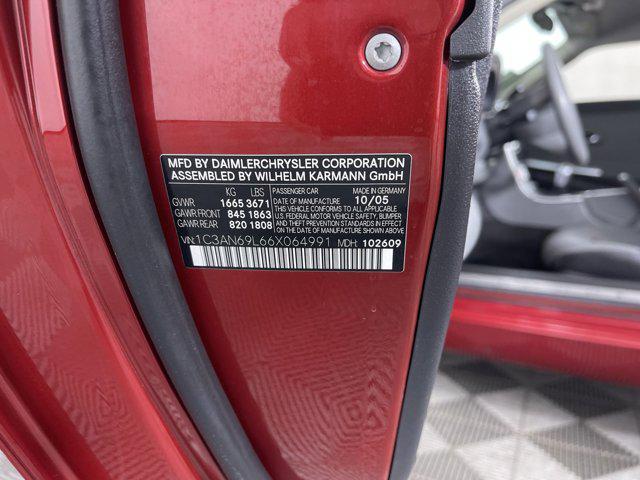 MFD BY DAIMLERCHRYSLER CORPORATION
ASSEMBLED BY WILHELM KARMANN GmbH
KG LBS PASSENGER CAR MADE IN GERMANY
GVWR 1665 3671 DATE OF MANUFACTURE 10/05
GAWR FRONT 845 1863 THIS VEHICLE CONFORMS TO ALL APPLICABLE
GAWR REAR 820 1808 U.S. FEDERAL MOTOR VEHICLE SAFETY, BUMPER
AND THEFT PREVENTION STANDARDS IN EFFECT
ON THE DATE OF MANUFACTURE SHOWN ABOVE
VIN: 1C3AN69L66X064991 MDH: 102609